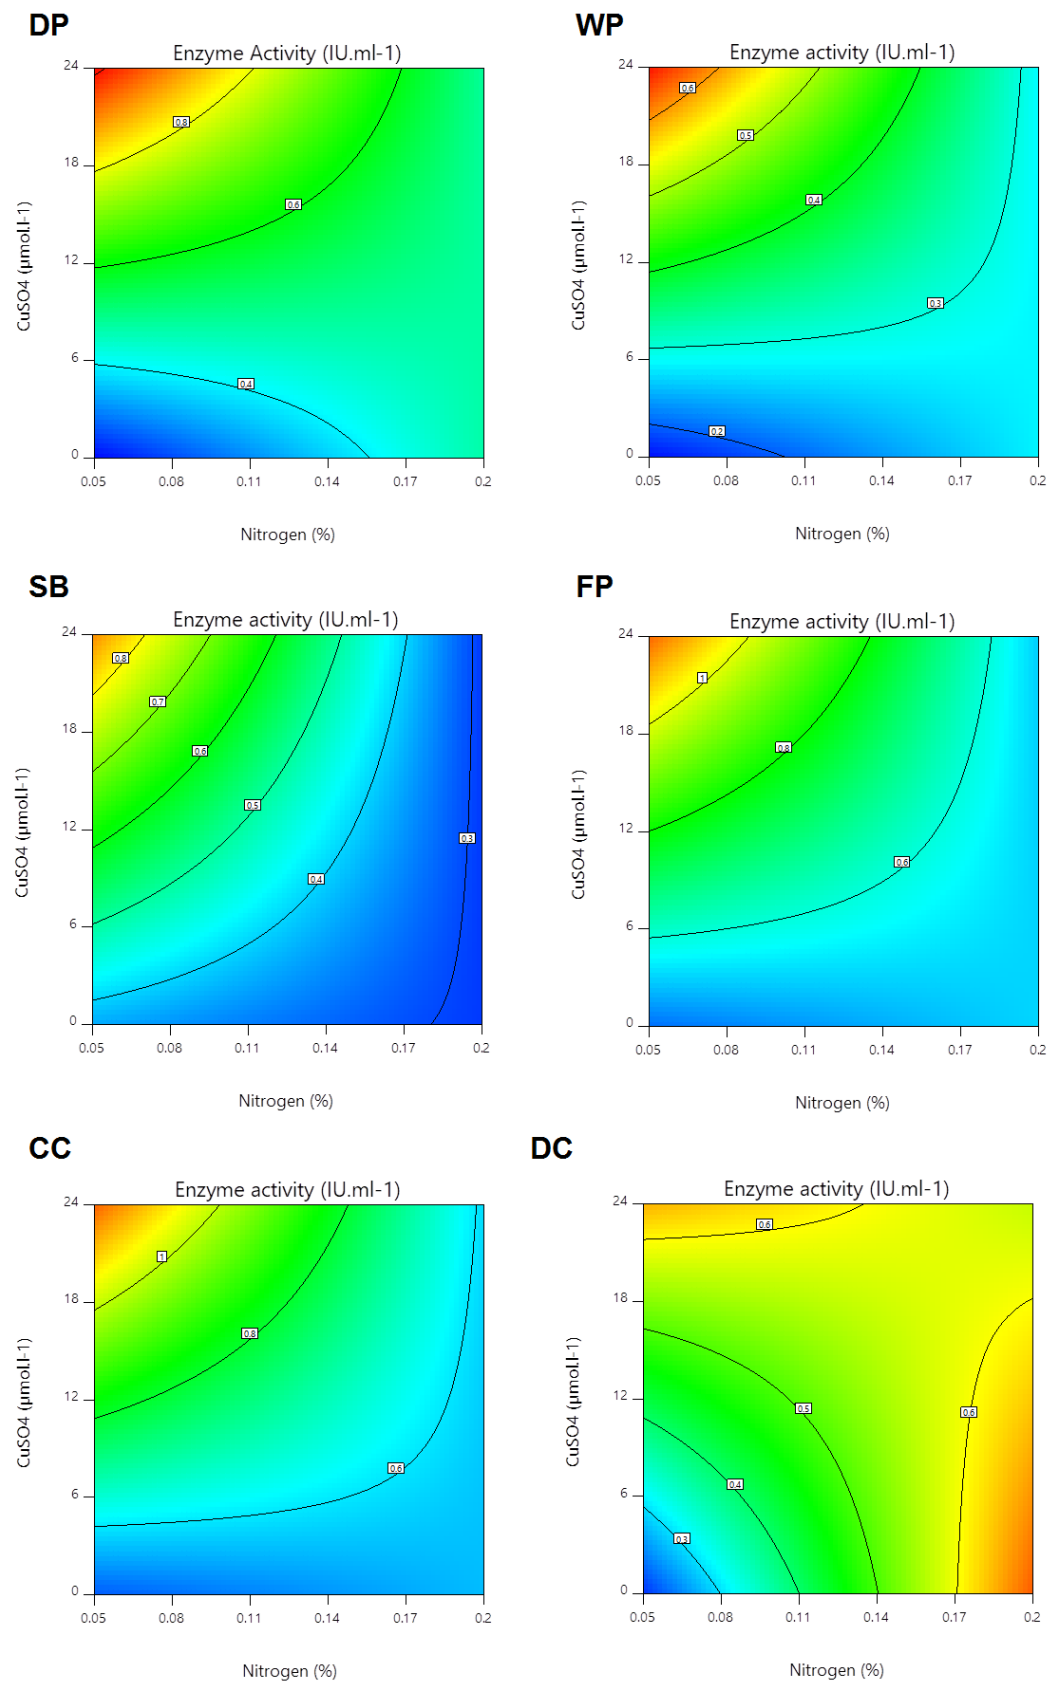 DP
Enzyme Activity (IU.ml-1)
24
18
12
6
0
0.8
0.6
0.4
CuSO4 (µmol.l-1)
0.05 0.08 0.11 0.14 0.17 0.2
Nitrogen (%)
WP
Enzyme activity (IU.ml-1)
24
18
12
6
0
0.6
0.5
0.4
0.3
0.2
CuSO4 (µmol.l-1)
0.05 0.08 0.11 0.14 0.17 0.2
Nitrogen (%)
SB
Enzyme activity (IU.ml-1)
24
18
12
6
0
0.8
0.7
0.6
0.5
0.4
0.3
CuSO4 (µmol.l-1)
0.05 0.08 0.11 0.14 0.17 0.2
Nitrogen (%)
FP
Enzyme activity (IU.ml-1)
24
18
12
6
0
1
0.8
0.6
CuSO4 (µmol.l-1)
0.05 0.08 0.11 0.14 0.17 0.2
Nitrogen (%)
CC
Enzyme activity (IU.ml-1)
24
18
12
6
0
1
0.8
0.6
CuSO4 (µmol.l-1)
0.05 0.08 0.11 0.14 0.17 0.2
Nitrogen (%)
DC
Enzyme activity (IU.ml-1)
24
18
12
6
0
0.6
0.5
0.6
0.4
0.3
CuSO4 (µmol.l-1)
0.05 0.08 0.11 0.14 0.17 0.2
Nitrogen (%)